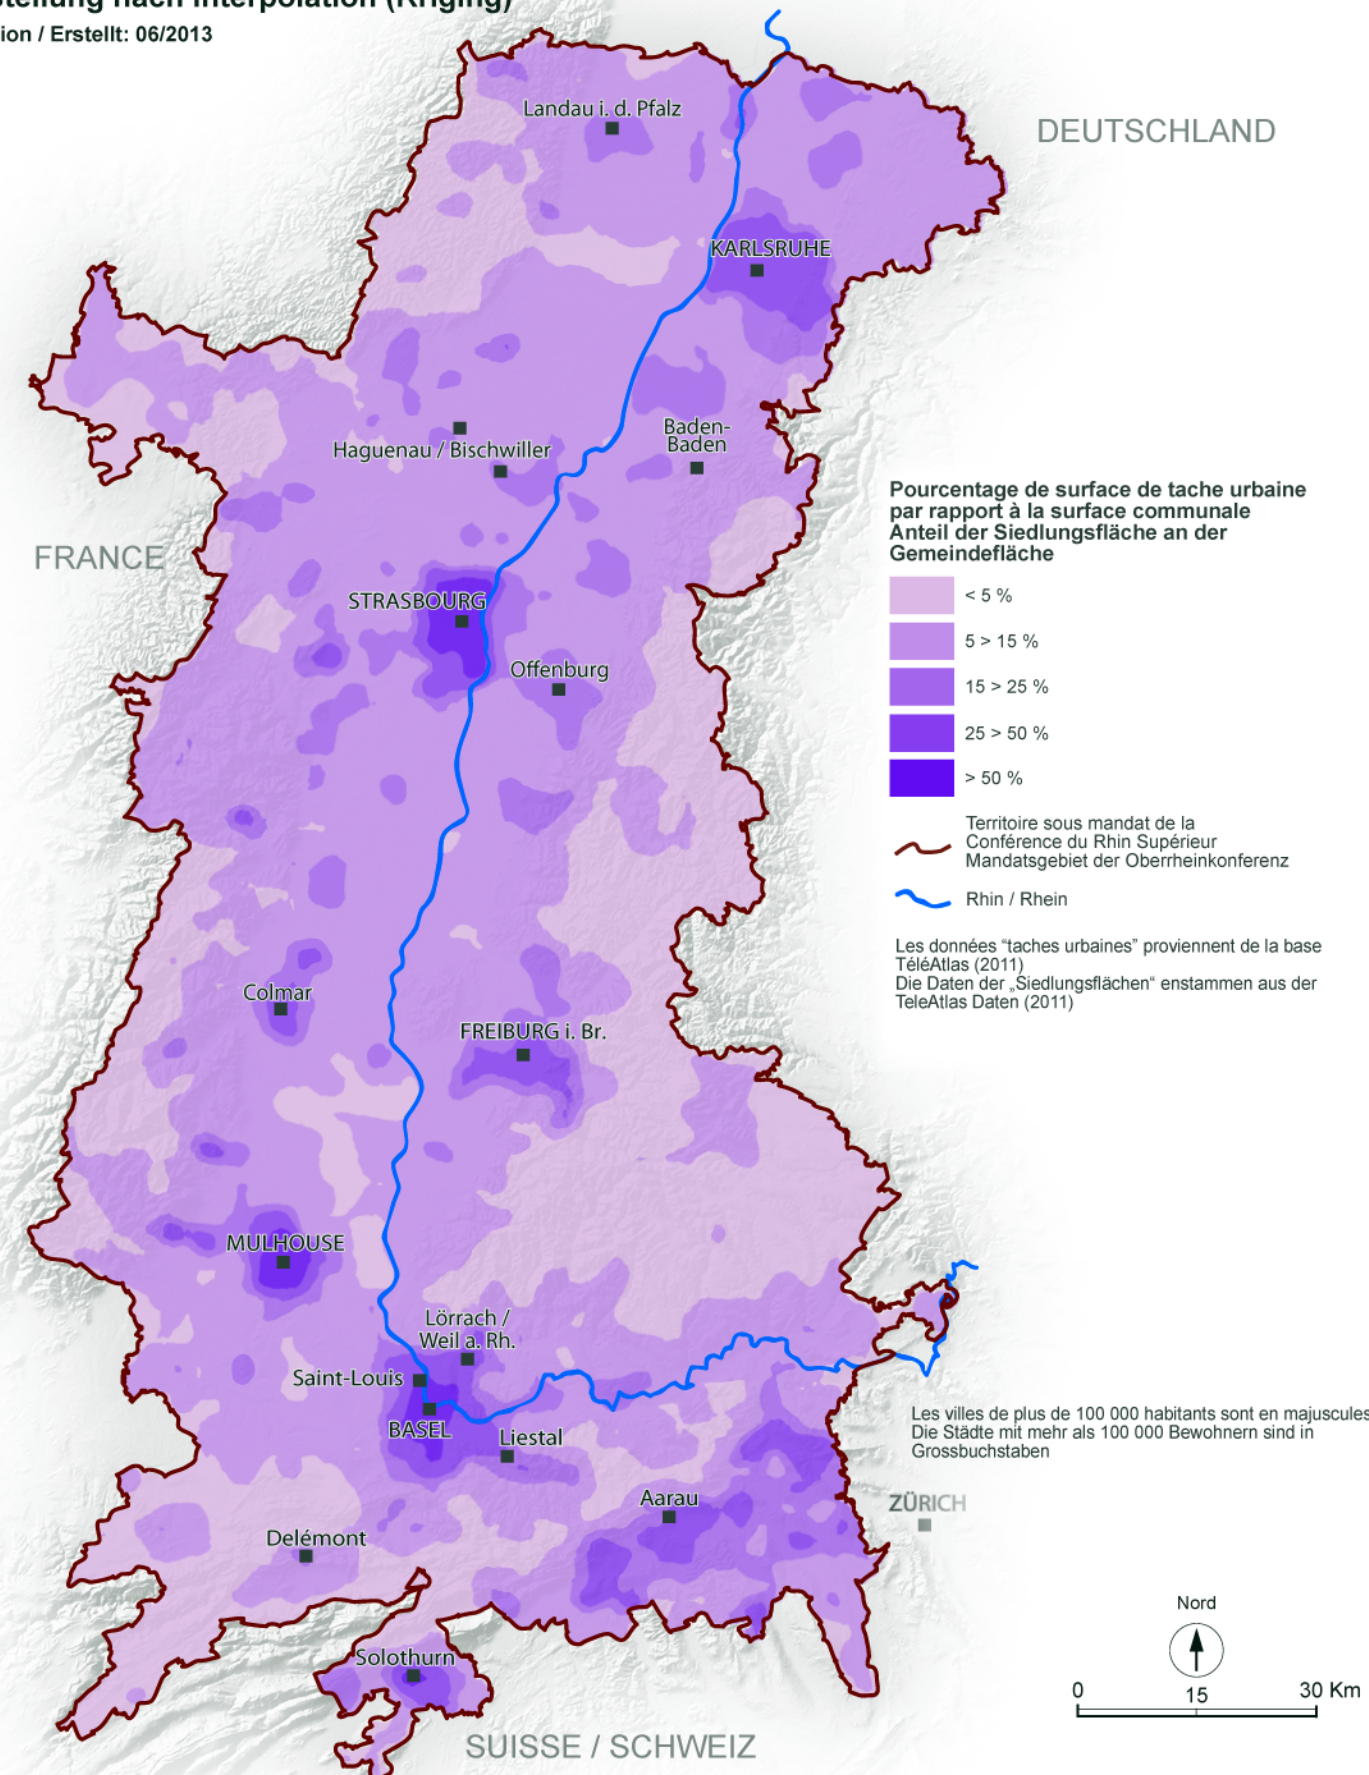 nach Interpolation (Kriging)
/ Erstellt: 06/2013
DEUTSCHLAND
Landau i. d. Pfalz
KARLSRUHE
Baden-
Baden
Haguenau / Bischwiller
FRANCE
STRASBOURG
Offenburg
Colmar
FREIBURG i. Br.
MULHOUSE
Lörrach /
Weil a. Rh.
Saint-Louis
BASEL
Liestal
Aarau
Delémont
Solothurn
ZÜRICH
SUISSE / SCHWEIZ
Pourcentage de surface de tache urbaine
par rapport à la surface communale
Anteil der Siedlungsfläche an der
Gemeindefläche
< 5 %
5 > 15 %
15 > 25 %
25 > 50 %
> 50 %
Territoire sous mandat de la
Conférence du Rhin Supérieur
Mandatsgebiet der Oberrheinkonferenz
Rhin / Rhein
Les données “taches urbaines” proviennent de la base
TéléAtlas (2011)
Die Daten der „Siedlungsflächen“ enstammen aus der
TeleAtlas Daten (2011)
Les villes de plus de 100 000 habitants sont en majuscules
Die Städte mit mehr als 100 000 Bewohnern sind in
Grossbuchstaben
Nord
0 15 30 Km